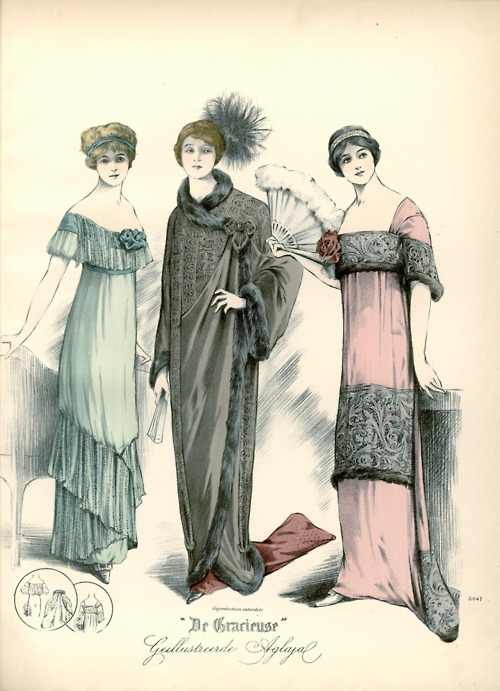 5047
Reproduction interdite
"De Gracieuse"
Geïllustreerde Aglaja